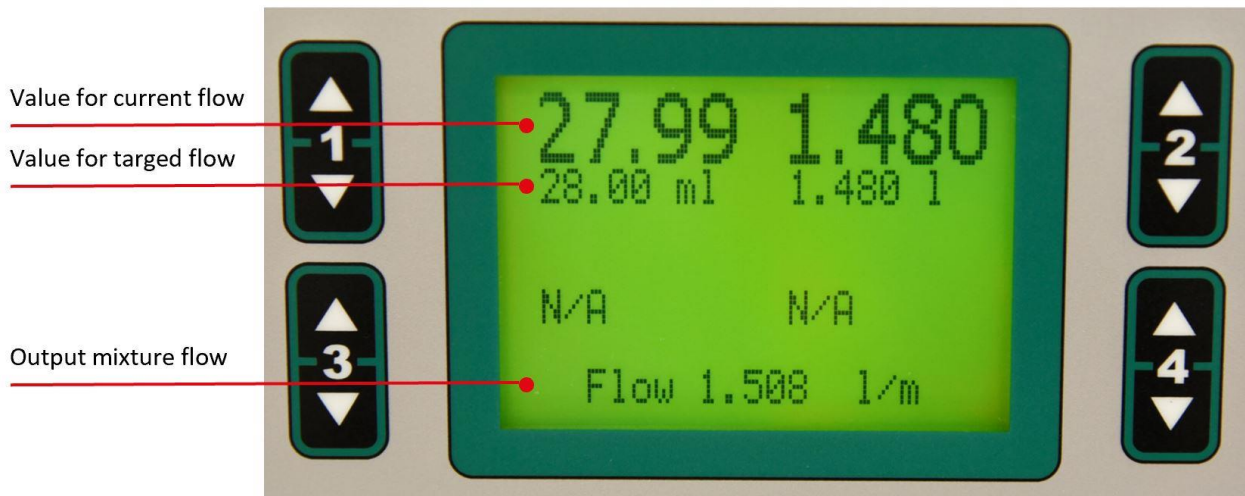 Value for current flow
Value for targed flow
Output mixture flow
1
2
3
4
27.99 1.480
28.00 ml 1.480 l
N/A N/A
Flow 1.508 l/m